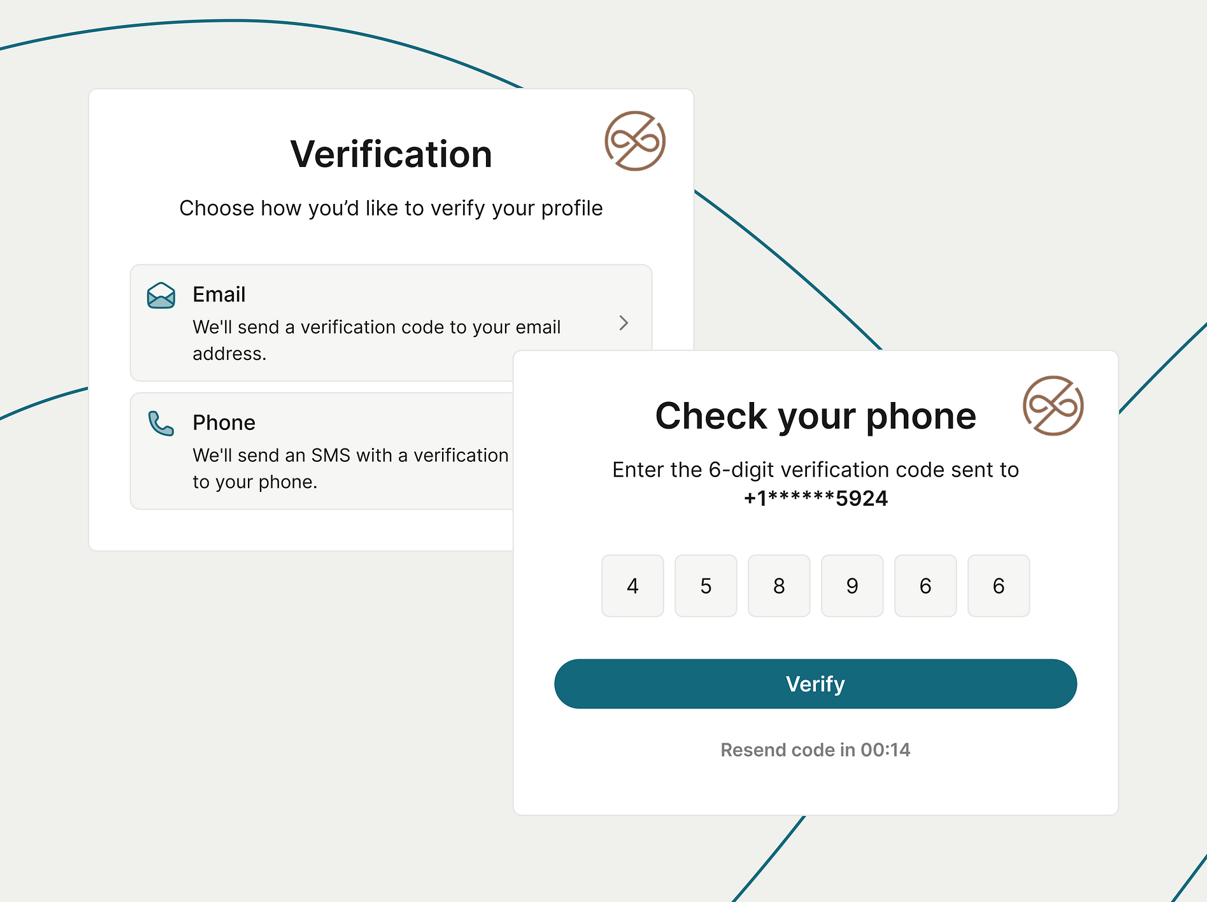 Verification
Choose how you’d like to verify your profile
Email
We'll send a verification code to your email
address.
Phone
We'll send an SMS with a verification
to your phone.
Check your phone
Enter the 6-digit verification code sent to
+1******5924
4 5 8 9 6 6
Verify
Resend code in 00:14